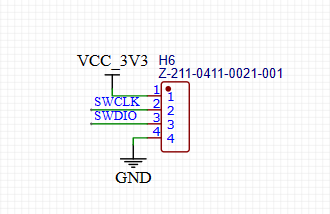 VCC_3V3
H6
Z-211-0411-0021-001
1 1
SWCLK 2 2
SWDIO 3 3
4 4
GND